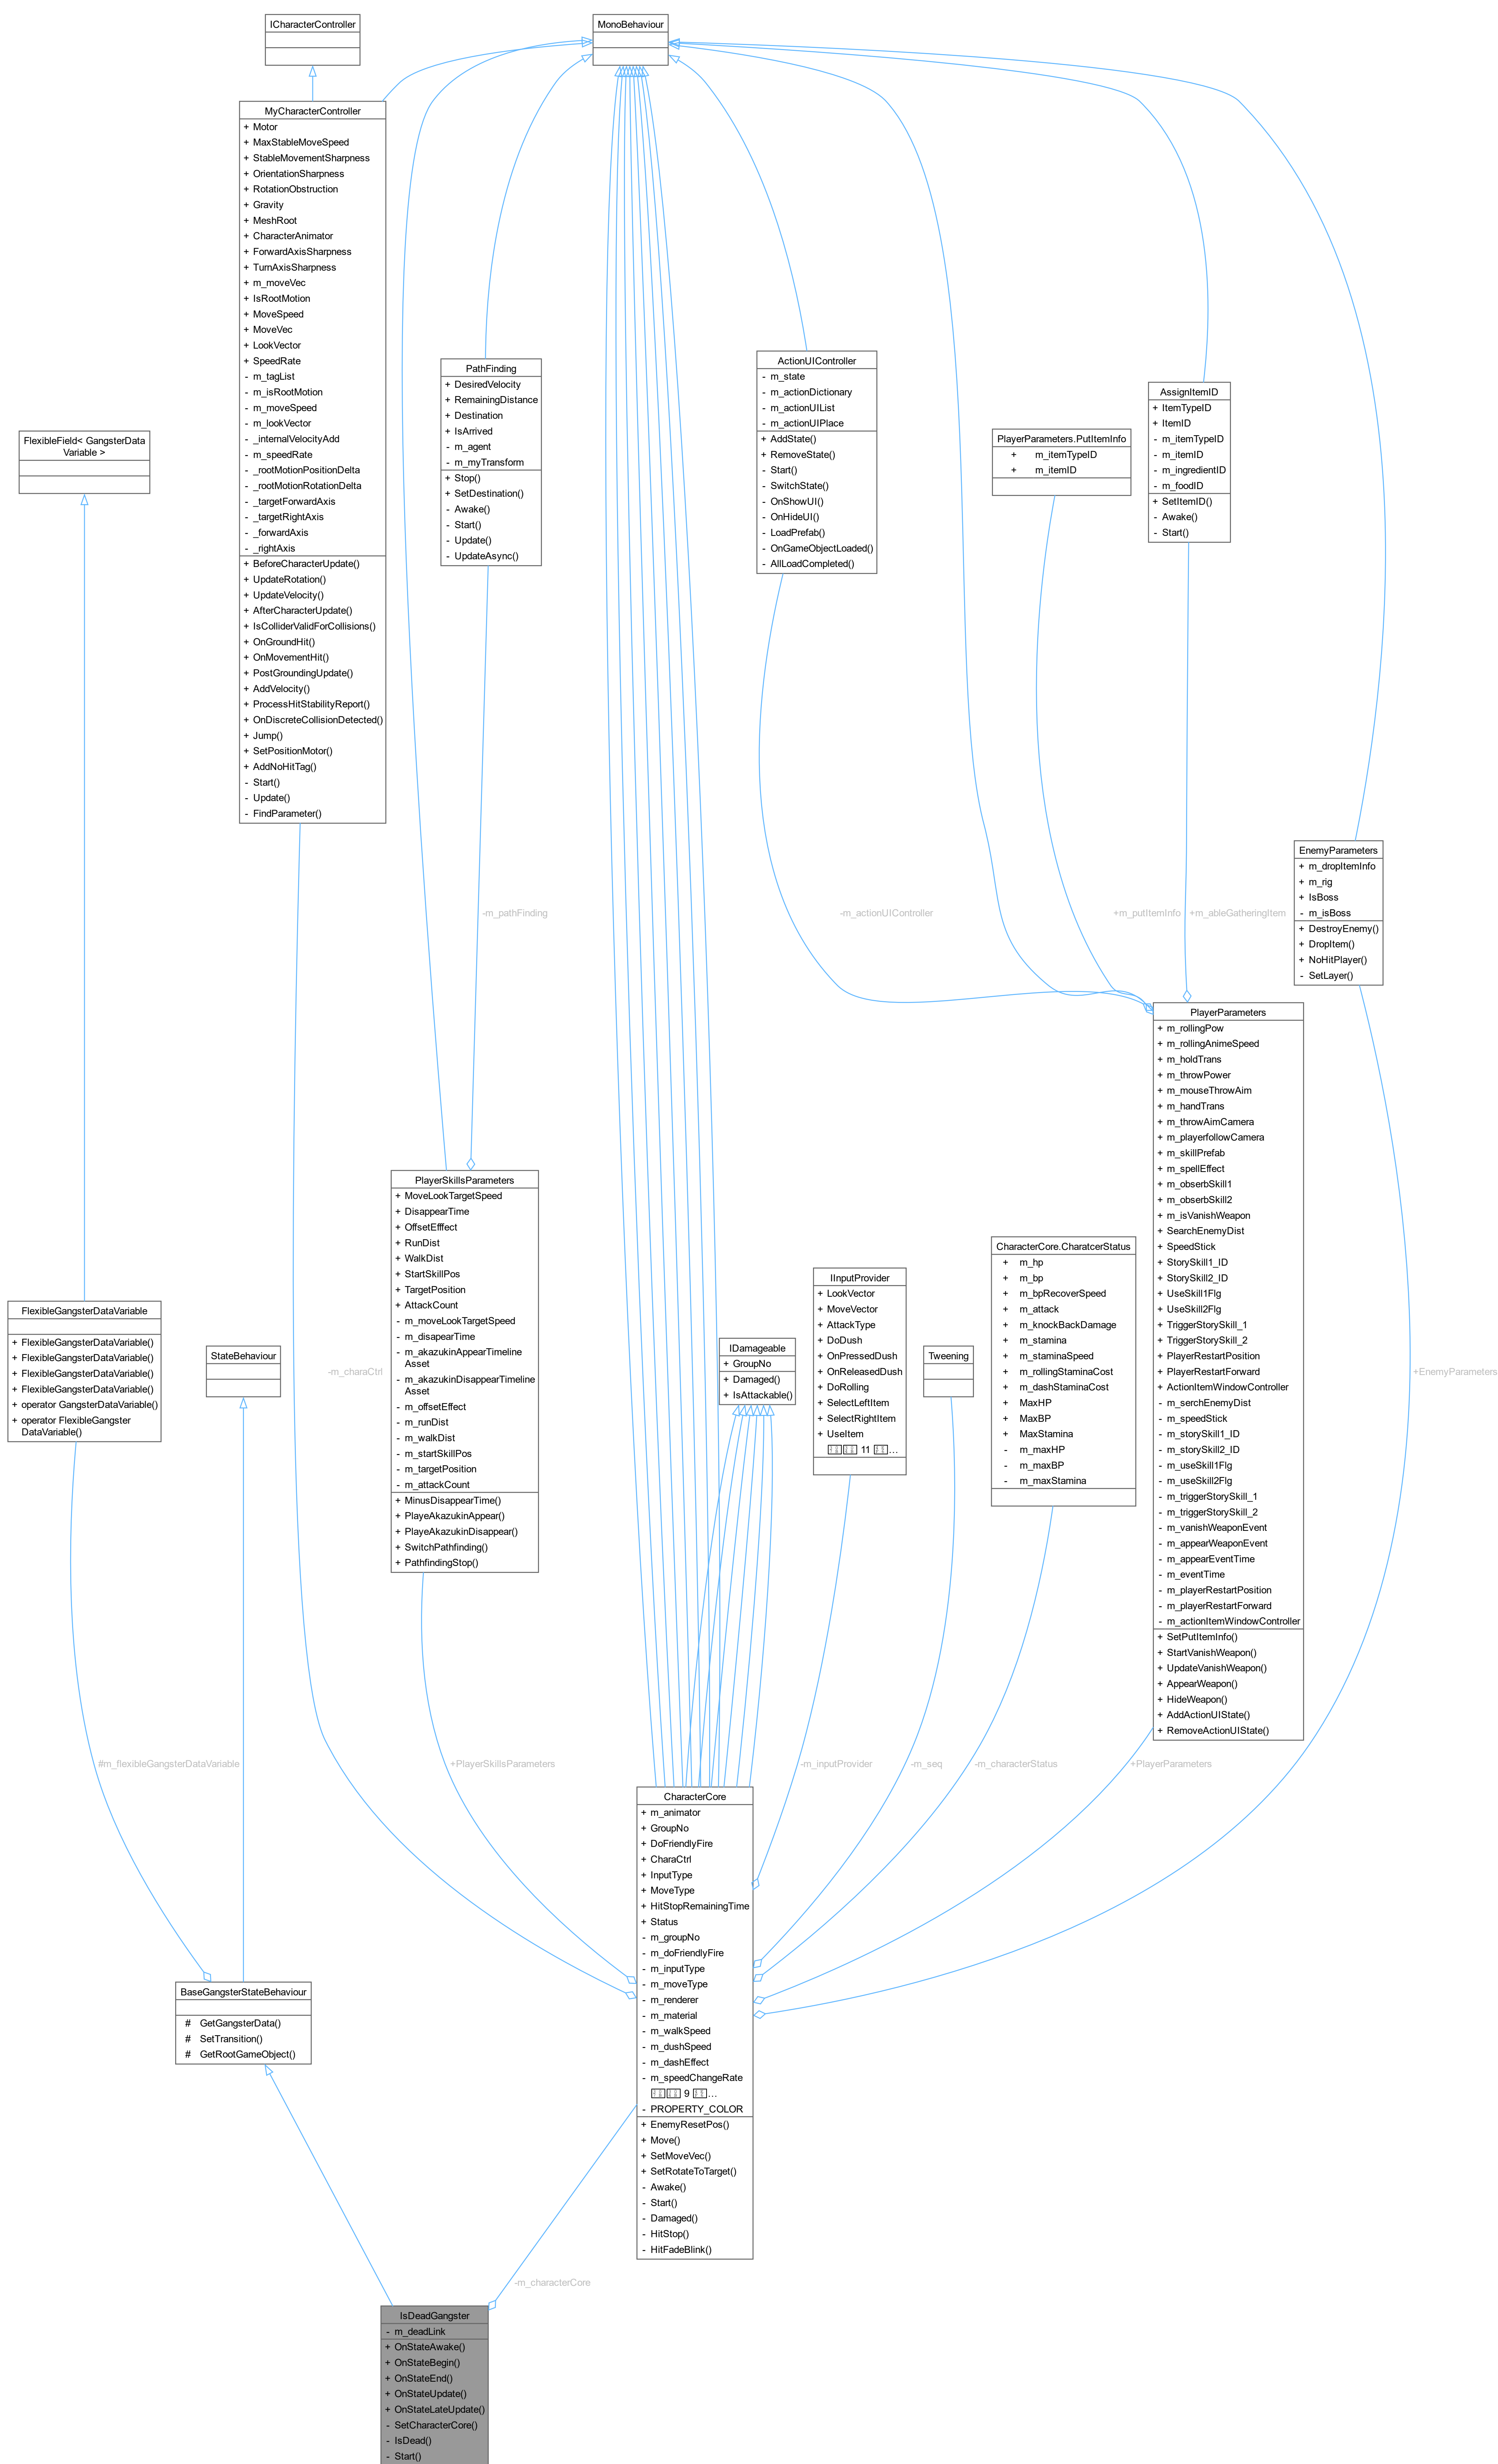 ICharacterController
MonoBehaviour
MyCharacterController
+ Motor
+ MaxStableMoveSpeed
+ StableMovementSharpness
+ OrientationSharpness
+ RotationObstruction
+ Gravity
+ MeshRoot
+ CharacterAnimator
+ ForwardAxisSharpness
+ TurnAxisSharpness
+ m_moveVec
+ IsRootMotion
+ MoveSpeed
+ MoveVec
+ LookVector
+ SpeedRate
- m_tagList
- m_isRootMotion
- m_moveSpeed
- m_lookVector
- _internalVelocityAdd
- m_speedRate
- _rootMotionPositionDelta
- _rootMotionRotationDelta
- _targetForwardAxis
- _targetRightAxis
- _forwardAxis
- _rightAxis
+ BeforeCharacterUpdate()
+ UpdateRotation()
+ UpdateVelocity()
+ AfterCharacterUpdate()
+ IsColliderValidForCollisions()
+ OnGroundHit()
+ OnMovementHit()
+ PostGroundingUpdate()
+ AddVelocity()
+ ProcessHitStabilityReport()
+ OnDiscreteCollisionDetected()
+ Jump()
+ SetPositionMotor()
+ AddNoHitTag()
- Start()
- Update()
- FindParameter()
PathFinding
+ DesiredVelocity
+ RemainingDistance
+ Destination
+ IsArrived
- m_agent
- m_myTransform
+ Stop()
+ SetDestination()
- Awake()
- Start()
- Update()
- UpdateAsync()
ActionUIController
- m_state
- m_actionDictionary
- m_actionUIList
- m_actionUIPlace
+ AddState()
+ RemoveState()
- Start()
- SwitchState()
- OnShowUI()
- OnHideUI()
- LoadPrefab()
- OnGameObjectLoaded()
- AllLoadCompleted()
AssignItemID
+ ItemTypeID
+ ItemID
- m_itemTypeID
- m_itemID
- m_ingredientID
- m_foodID
+ SetItemID()
- Awake()
- Start()
PlayerParameters.PutItemInfo
+ m_itemTypeID
+ m_itemID
FlexibleField< GangsterData
Variable >
EnemyParameters
+ m_dropItemInfo
+ m_rig
+ IsBoss
- m_isBoss
+ DestroyEnemy()
+ DropItem()
+ NoHitPlayer()
- SetLayer()
-m_pathFinding
-m_actionUIController
+m_putItemInfo
+m_ableGatheringItem
PlayerParameters
+ m_rollingPow
+ m_rollingAnimeSpeed
+ m_holdTrans
+ m_throwPower
+ m_mouseThrowAim
+ m_handTrans
+ m_throwAimCamera
+ m_playerfollowCamera
+ m_skillPrefab
+ m_spellEffect
+ m_obserbSkill1
+ m_obserbSkill2
+ m_isVanishWeapon
+ SearchEnemyDist
+ SpeedStick
+ StorySkill1_ID
+ StorySkill2_ID
+ UseSkill1Flg
+ UseSkill2Flg
+ TriggerStorySkill_1
+ TriggerStorySkill_2
+ PlayerRestartPosition
+ PlayerRestartForward
+ ActionItemWindowController
- m_serchEnemyDist
- m_speedStick
- m_storySkill1_ID
- m_storySkill2_ID
- m_useSkill1Flg
- m_useSkill2Flg
- m_triggerStorySkill_1
- m_triggerStorySkill_2
- m_vanishWeaponEvent
- m_appearWeaponEvent
- m_appearEventTime
- m_eventTime
- m_playerRestartPosition
- m_playerRestartForward
- m_actionItemWindowController
+ SetPutItemInfo()
+ StartVanishWeapon()
+ UpdateVanishWeapon()
+ AppearWeapon()
+ HideWeapon()
+ AddActionUIState()
+ RemoveActionUIState()
PlayerSkillsParameters
+ MoveLookTargetSpeed
+ DisappearTime
+ OffsetEfffect
+ RunDist
+ WalkDist
+ StartSkillPos
+ TargetPosition
+ AttackCount
- m_moveLookTargetSpeed
- m_disapearTime
- m_akazukinAppearTimeline
Asset
- m_akazukinDisappearTimeline
Asset
- m_offsetEffect
- m_runDist
- m_walkDist
- m_startSkillPos
- m_targetPosition
- m_attackCount
+ MinusDisappearTime()
+ PlayeAkazukinAppear()
+ PlayeAkazukinDisappear()
+ SwitchPathfinding()
+ PathfindingStop()
CharacterCore.CharatcerStatus
+ m_hp
+ m_bp
+ m_bpRecoverSpeed
+ m_attack
+ m_knockBackDamage
+ m_stamina
+ m_staminaSpeed
+ m_rollingStaminaCost
+ m_dashStaminaCost
+ MaxHP
+ MaxBP
+ MaxStamina
- m_maxHP
- m_maxBP
- m_maxStamina
IInputProvider
+ LookVector
+ MoveVector
+ AttackType
+ DoDush
+ OnPressedDush
+ OnReleasedDush
+ DoRolling
+ SelectLeftItem
+ SelectRightItem
+ UseItem
11 ...
FlexibleGangsterDataVariable
+ FlexibleGangsterDataVariable()
+ FlexibleGangsterDataVariable()
+ FlexibleGangsterDataVariable()
+ FlexibleGangsterDataVariable()
+ operator GangsterDataVariable()
+ operator FlexibleGangster
DataVariable()
StateBehaviour
IDamageable
+ GroupNo
+ Damaged()
+ IsAttackable()
Tweening
-m_charaCtrl
+EnemyParameters
#m_flexibleGangsterDataVariable
+PlayerSkillsParameters
-m_inputProvider
-m_seq
-m_characterStatus
+PlayerParameters
CharacterCore
+ m_animator
+ GroupNo
+ DoFriendlyFire
+ CharaCtrl
+ InputType
+ MoveType
+ HitStopRemainingTime
+ Status
- m_groupNo
- m_doFriendlyFire
- m_inputType
- m_moveType
- m_renderer
- m_material
- m_walkSpeed
- m_dushSpeed
- m_dashEffect
- m_speedChangeRate
9 ...
- PROPERTY_COLOR
+ EnemyResetPos()
+ Move()
+ SetMoveVec()
+ SetRotateToTarget()
- Awake()
- Start()
- Damaged()
- HitStop()
- HitFadeBlink()
BaseGangsterStateBehaviour
# GetGangsterData()
# SetTransition()
# GetRootGameObject()
-m_characterCore
IsDeadGangster
- m_deadLink
+ OnStateAwake()
+ OnStateBegin()
+ OnStateEnd()
+ OnStateUpdate()
+ OnStateLateUpdate()
- SetCharacterCore()
- IsDead()
- Start()